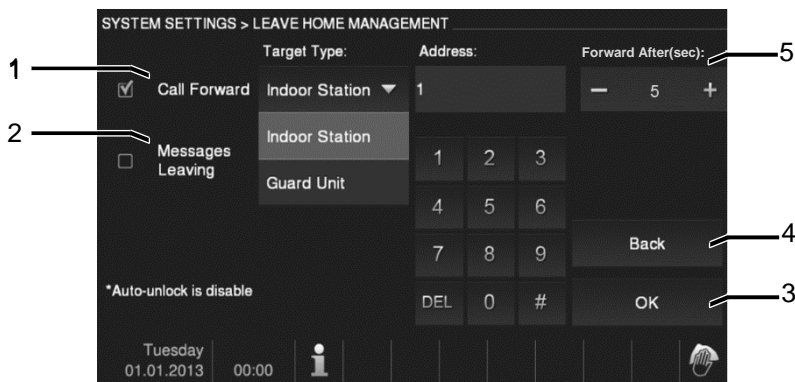 SYSTEM SETTINGS > LEAVE HOME MANAGEMENT
Target Type:
Address:
Forward After(sec):
5
1
Call Forward
Indoor Station
1
5
2
Messages
Leaving
Indoor Station
Guard Unit
1 2 3
4 5 6
7 8 9
DEL 0 #
Back
4
OK
3
*Auto-unlock is disable
Tuesday
01.01.2013
00:00